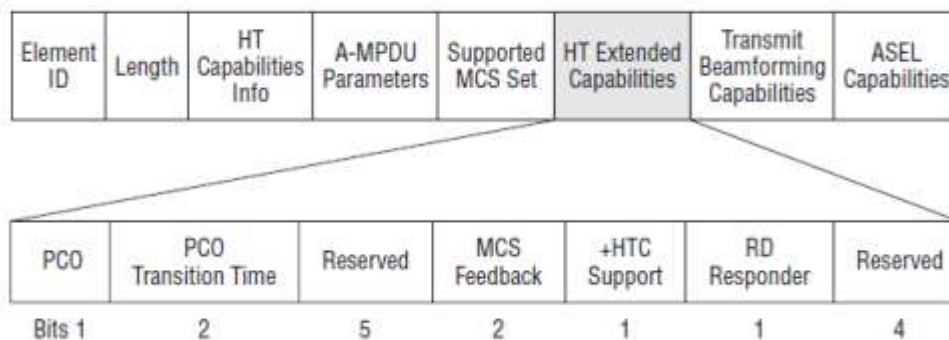 Element ID
Length
HT Capabilities Info
A-MPDU Parameters
Supported MCS Set
HT Extended Capabilities
Transmit Beamforming Capabilities
ASEL Capabilities
PCO
PCO Transition Time
Reserved
MCS Feedback
+HTC Support
RD Responder
Reserved
Bits 1 2 5 2 1 1 4